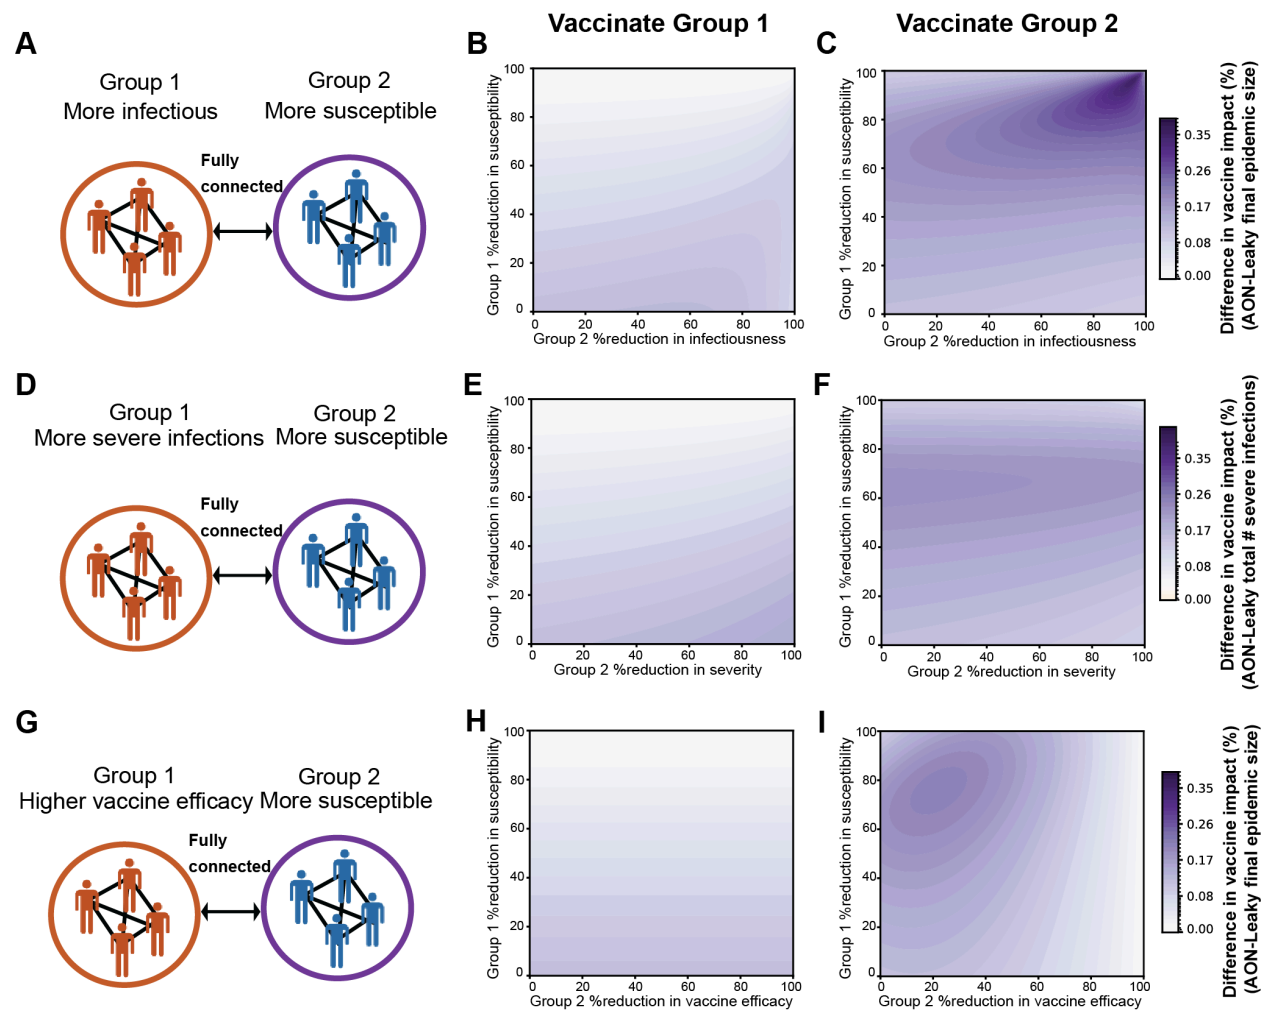 Vaccinate Group 1
Vaccinate Group 2
A
Group 1
More infectious
Group 2
More susceptible
Fully
connected
B
Group 1 %reduction in susceptibility
100
80
60
40
20
0
0 20 40 60 80 100
Group 2 %reduction in infectiousness
C
Group 1 %reduction in susceptibility
100
80
60
40
20
0
0 20 40 60 80 100
Group 2 %reduction in infectiousness
0.35
0.26
0.17
0.08
0.00
Difference in vaccine impact (%)
(AON-Leaky final epidemic size)
D
Group 1
More severe infections
Group 2
More susceptible
Fully
connected
E
Group 1 %reduction in susceptibility
100
80
60
40
20
0
0 20 40 60 80 100
Group 2 %reduction in severity
F
Group 1 %reduction in susceptibility
100
80
60
40
20
0
0 20 40 60 80 100
Group 2 %reduction in severity
0.35
0.26
0.17
0.08
0.00
Difference in vaccine impact (%)
(AON-Leaky total # severe infections)
G
Group 1
Higher vaccine efficacy
Group 2
More susceptible
Fully
connected
H
Group 1 %reduction in susceptibility
100
80
60
40
20
0
0 20 40 60 80 100
Group 2 %reduction in vaccine efficacy
I
Group 1 %reduction in susceptibility
100
80
60
40
20
0
0 20 40 60 80 100
Group 2 %reduction in vaccine efficacy
0.35
0.26
0.17
0.08
0.00
Difference in vaccine impact (%)
(AON-Leaky final epidemic size)